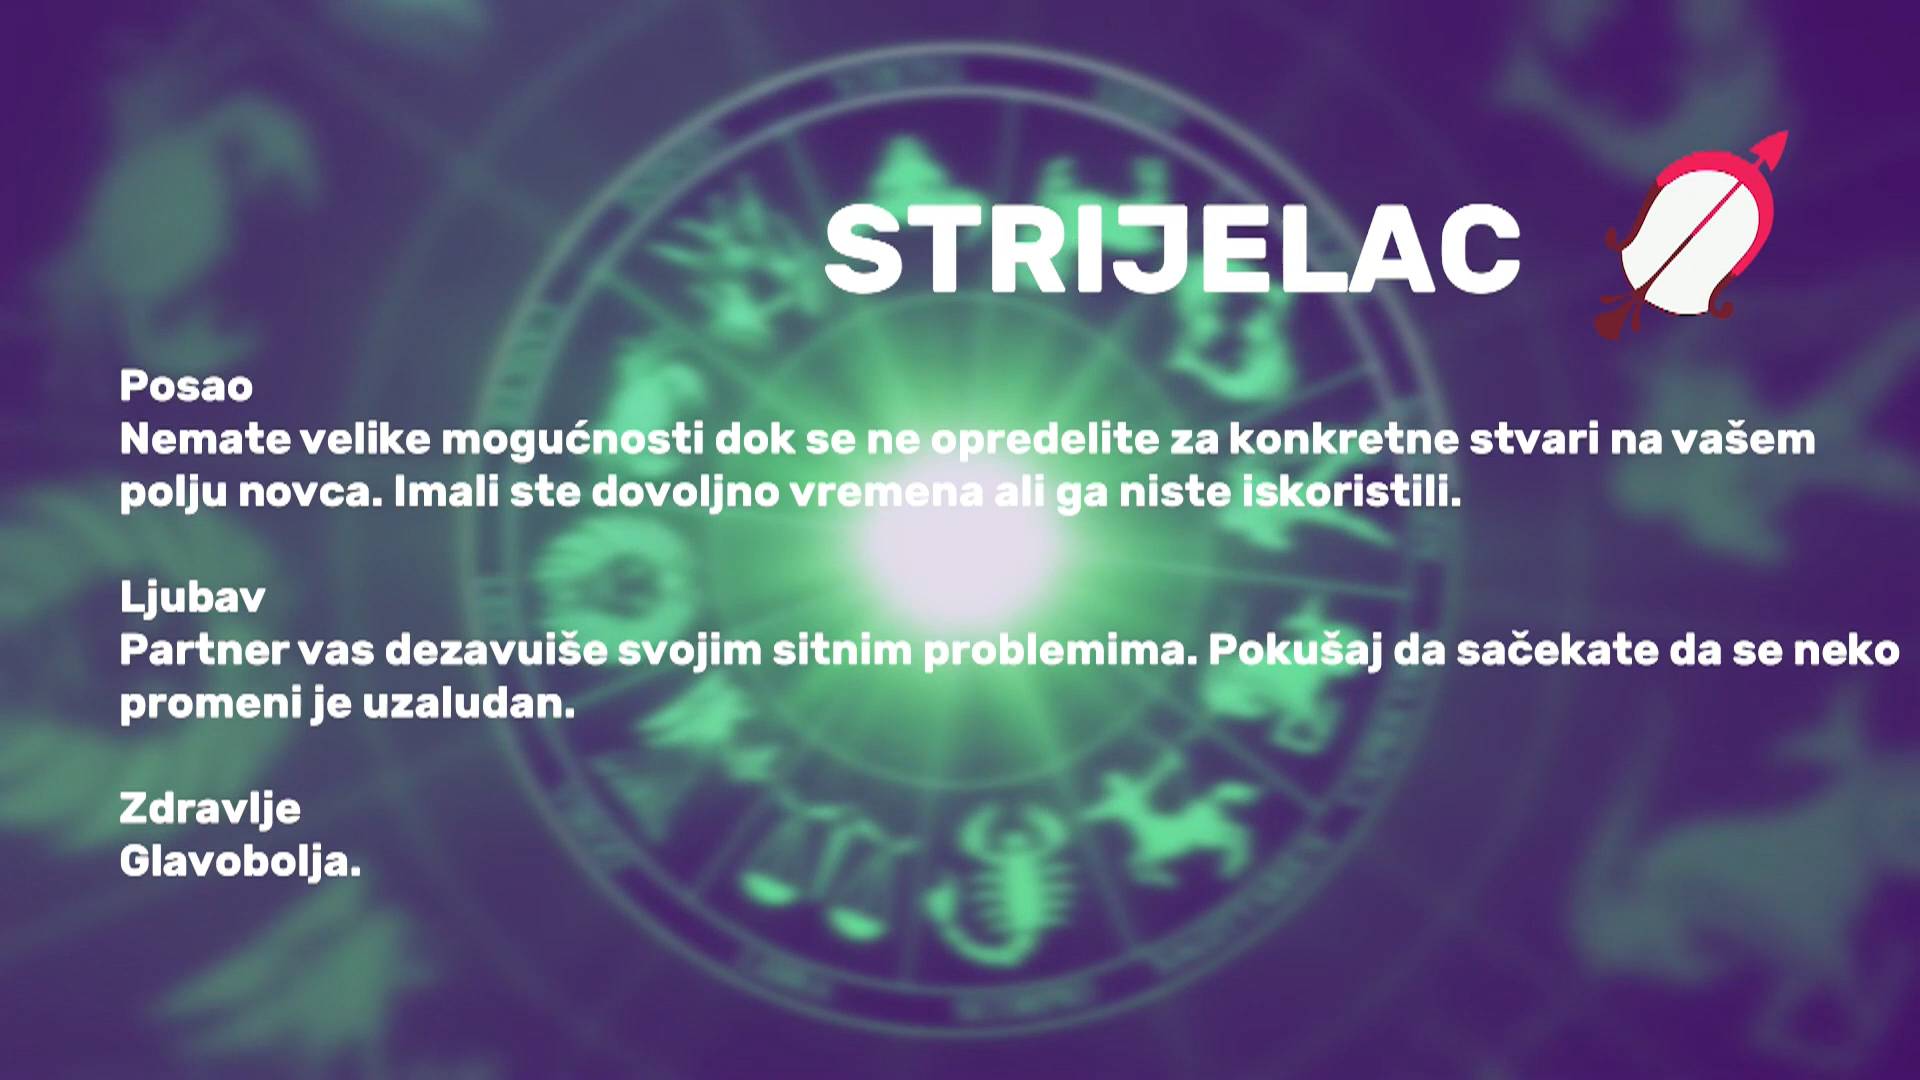 STRIJELAC
Posao
Nemate velike mogućnosti dok se ne opredelite za konkretne stvari na vašem
polju novca. Imali ste dovoljno vremena ali ga niste iskoristili.
Ljubav
Partner vas dezavuiše svojim sitnim problemima. Pokušaj da sačekate da se neko
promeni je uzaludan.
Zdravlje
Glavobolja.